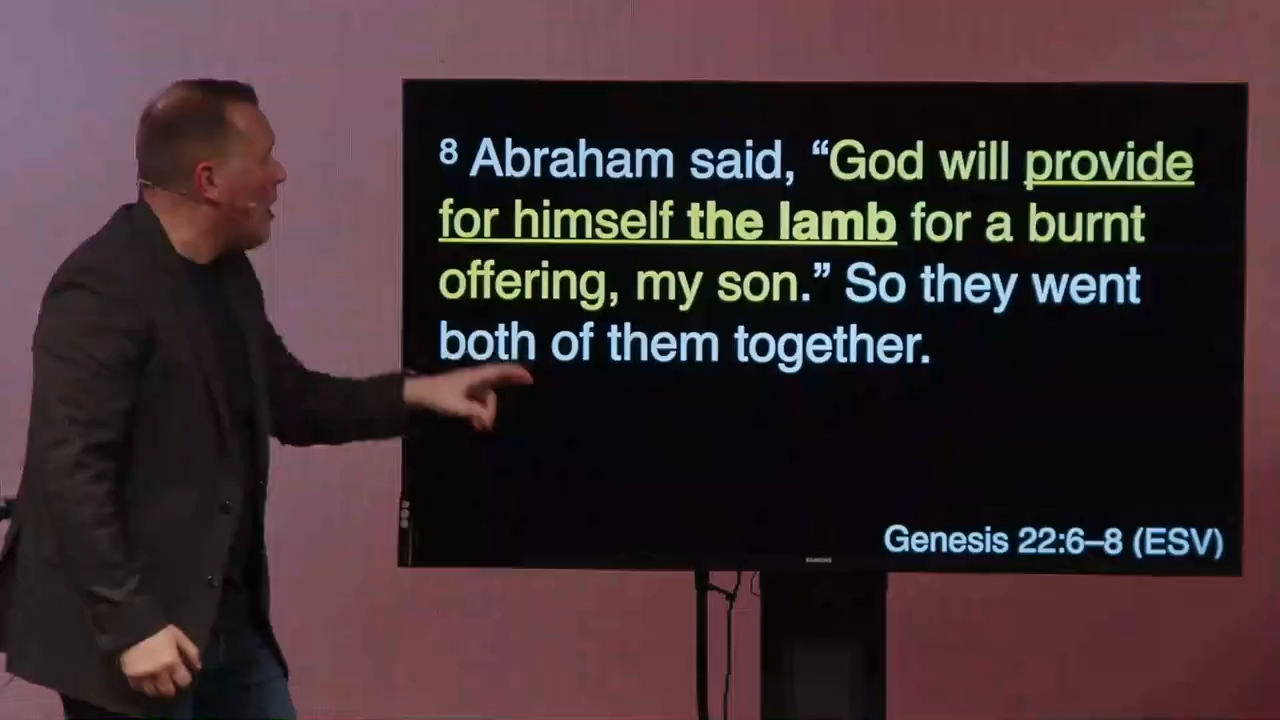 ⁸ Abraham said, “God will provide
for himself the lamb for a burnt
offering, my son.” So they went
both of them together.
Genesis 22:6–8 (ESV)
SAMSUNG